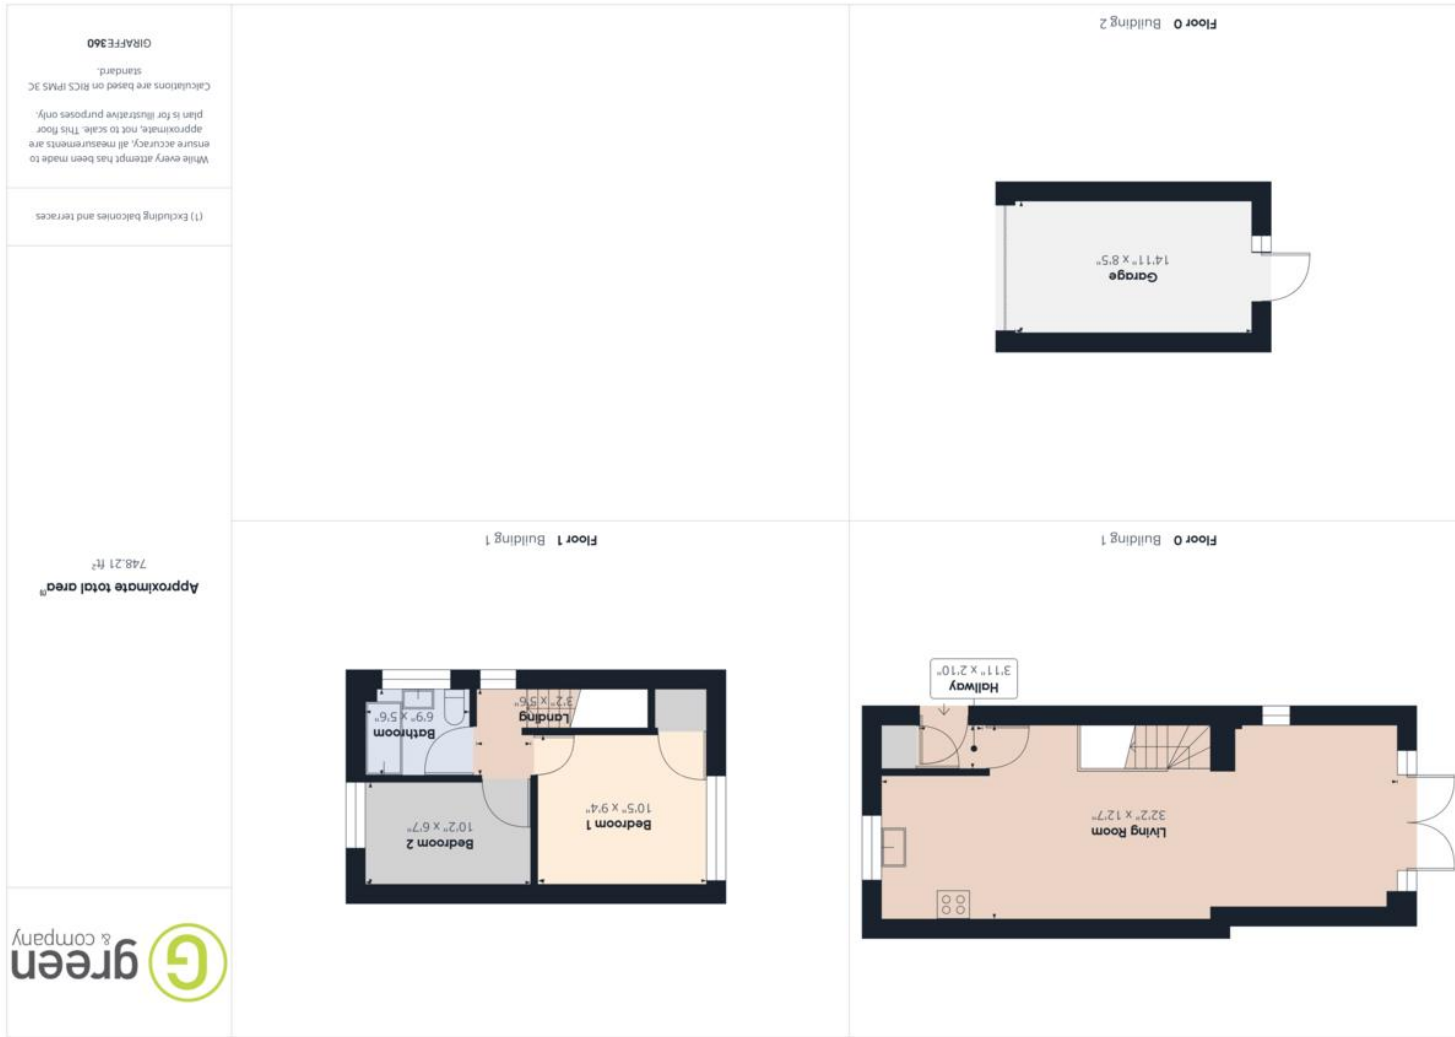 Living Room
32'2" x 12'7"
Hallway
3'11" x 2'10"
Floor 0 Building 1
Bedroom 1
10'5" x 9'4"
Bedroom 2
10'2" x 6'7"
Landing
3'2" x 5'6"
Bathroom
6'9" x 5'6"
Floor 1 Building 1
Garage
14'11" x 8'5"
Floor 0 Building 2
G green
& company
Approximate total area⁽¹⁾
748.21 ft²
(1) Excluding balconies and terraces
While every attempt has been made to
ensure accuracy, all measurements are
approximate, not to scale. This floor
plan is for illustrative purposes only.
Calculations are based on RICS IPMS 3C
standard.
GIRAFFE360